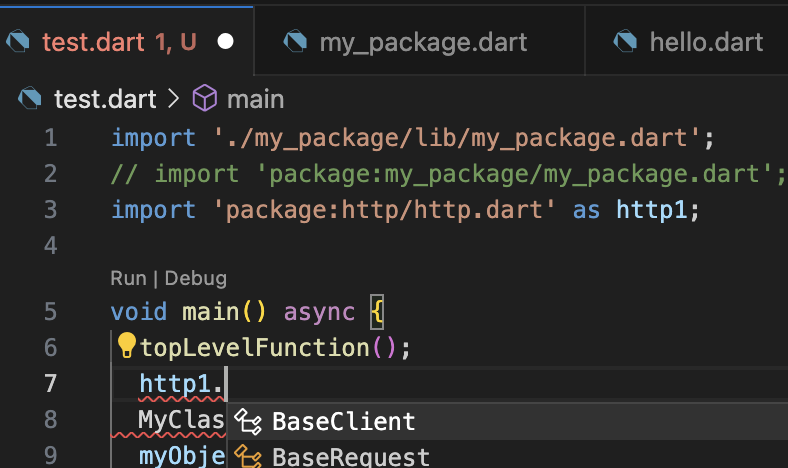 test.dart 1, U my_package.dart hello.dart
test.dart > main
1 import './my_package/lib/my_package.dart';
2 // import 'package:my_package/my_package.dart';
3 import 'package:http/http.dart' as http1;
4
Run | Debug
5 void main() async {
6 topLevelFunction();
7 http1.
8 MyClas BaseClient
9 myObje BaseRequest